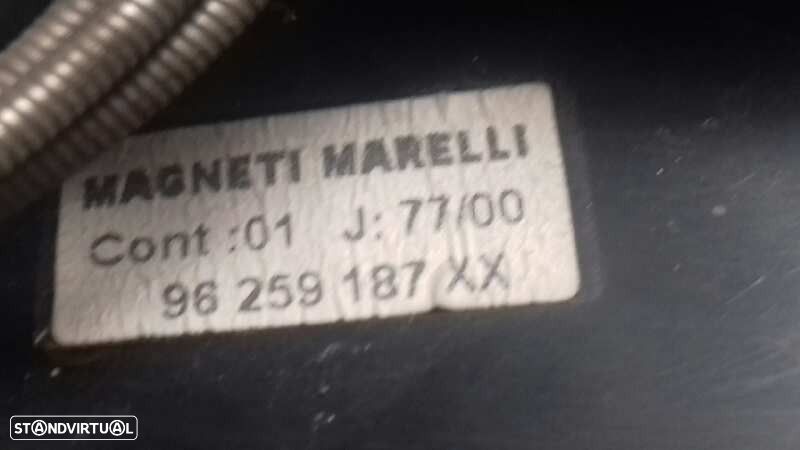 MAGNETI MARELLI
Cont :01 J: 77/00
96 259 187 XX
STANDVIRTUAL